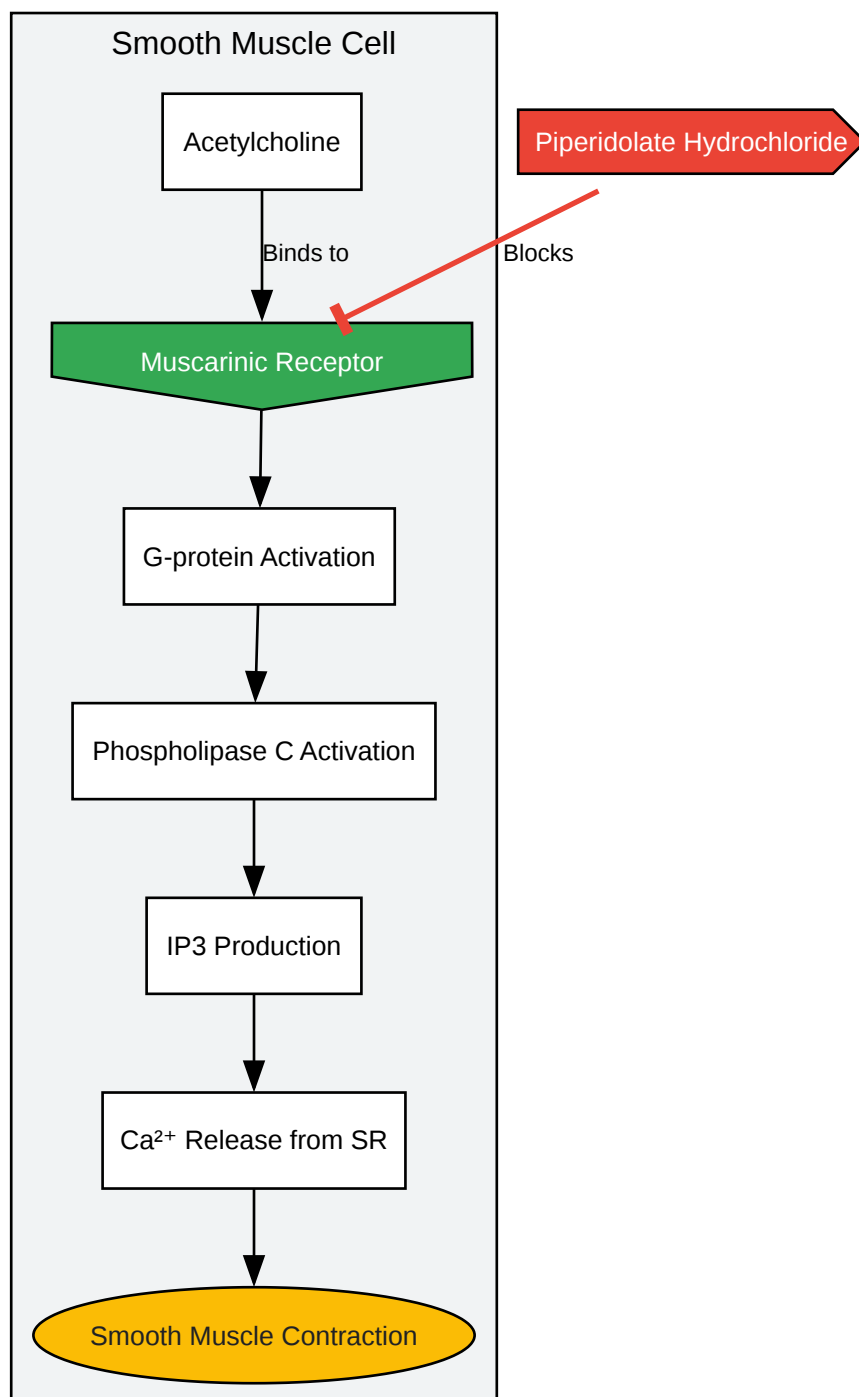 Smooth Muscle Cell
Acetylcholine
Piperidolate Hydrochloride
Binds to
Blocks
Muscarinic Receptor
G-protein Activation
Phospholipase C Activation
IP3 Production
Ca²⁺ Release from SR
Smooth Muscle Contraction